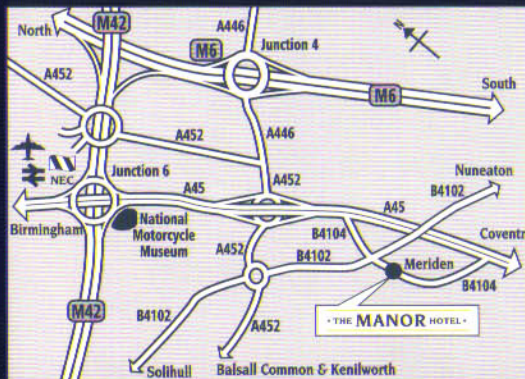 M42
A446
North
N
M6
Junction 4
A452
M6
South
A452
A446
Nuneaton
NEC
Junction 6
A452
B4102
A45
A45
Birmingham
National
Motorcycle
Museum
B4104
Coventr
A452
B4102
Meriden
B4104
M42
B4102
A452
· THE MANOR HOTEL ·
Solihull
Balsall Common & Kenilworth